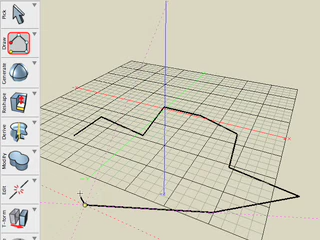 Pick
Draw
Generate
Reshape
Derive
Modify
Edit
T-form